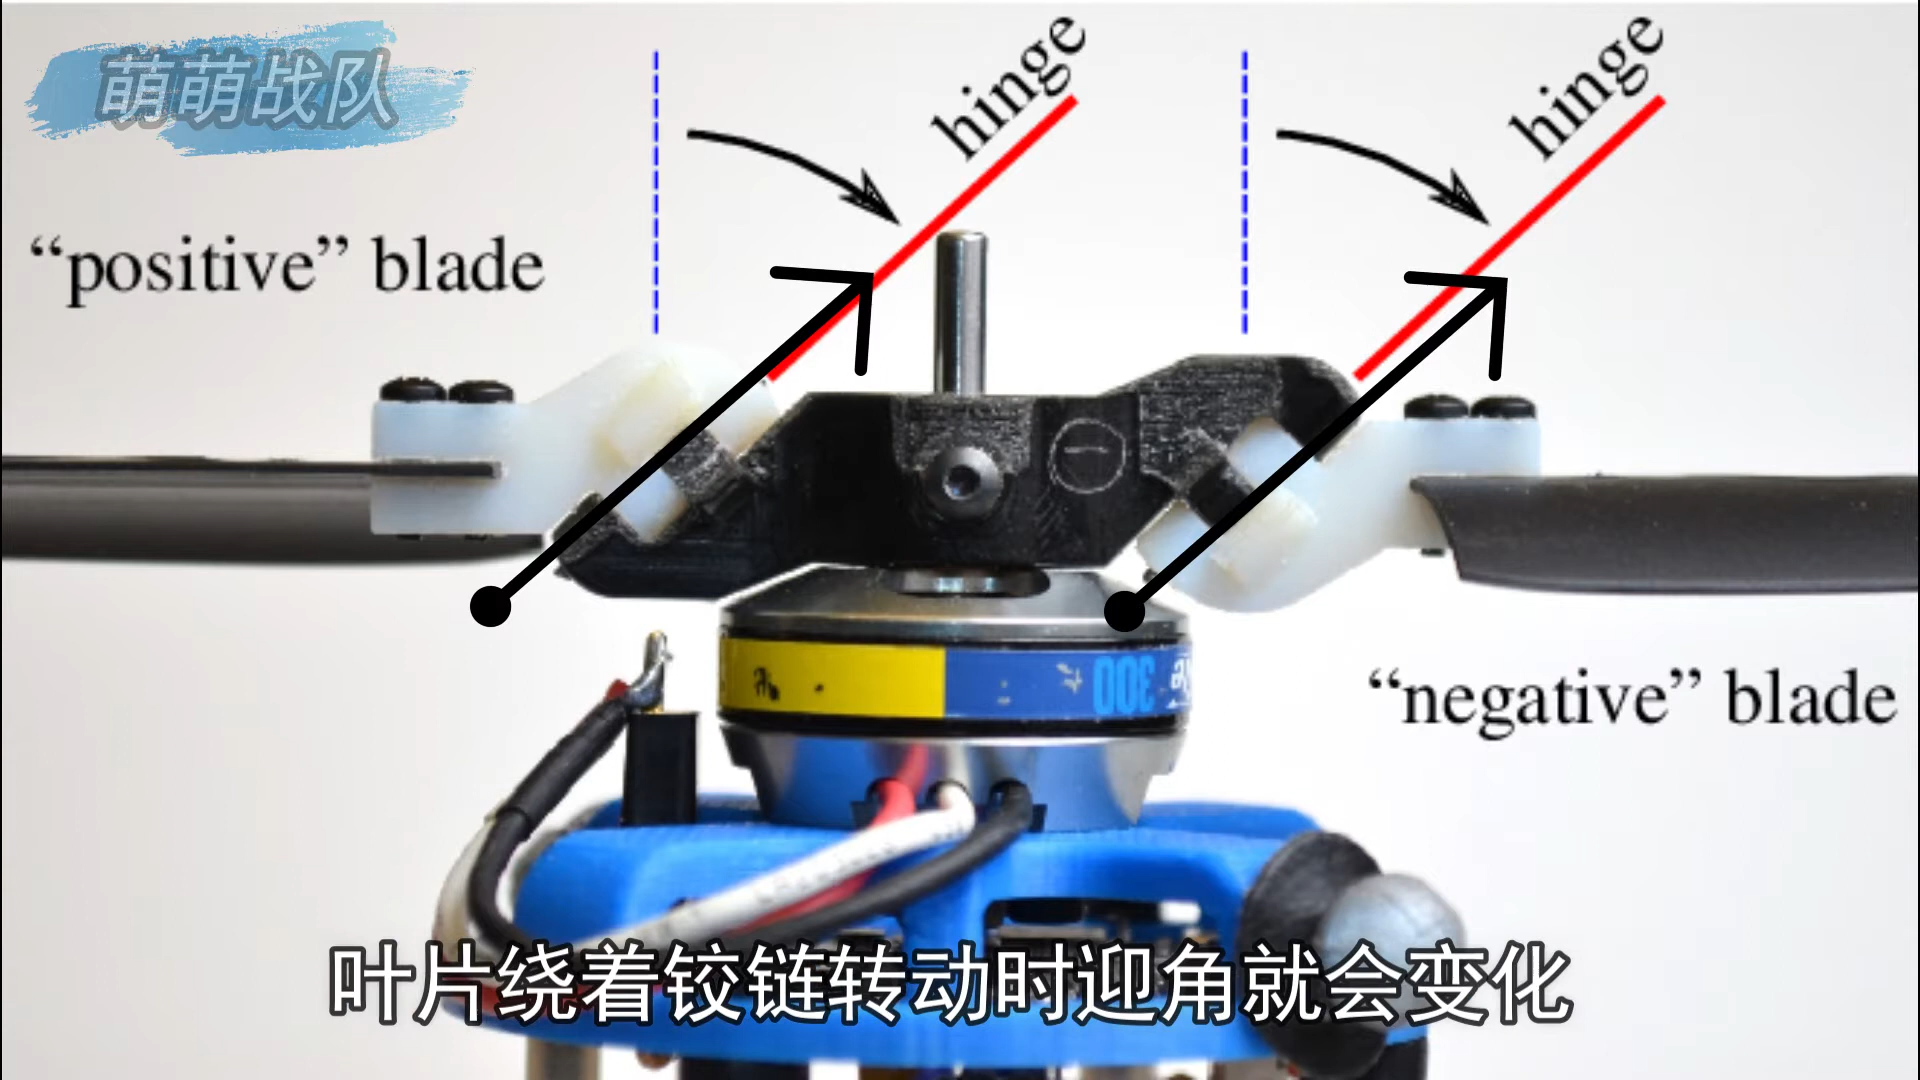 萌萌战队
hinge
hinge
“positive” blade
300
“negative” blade
叶片绕着铰链转动时迎角就会变化